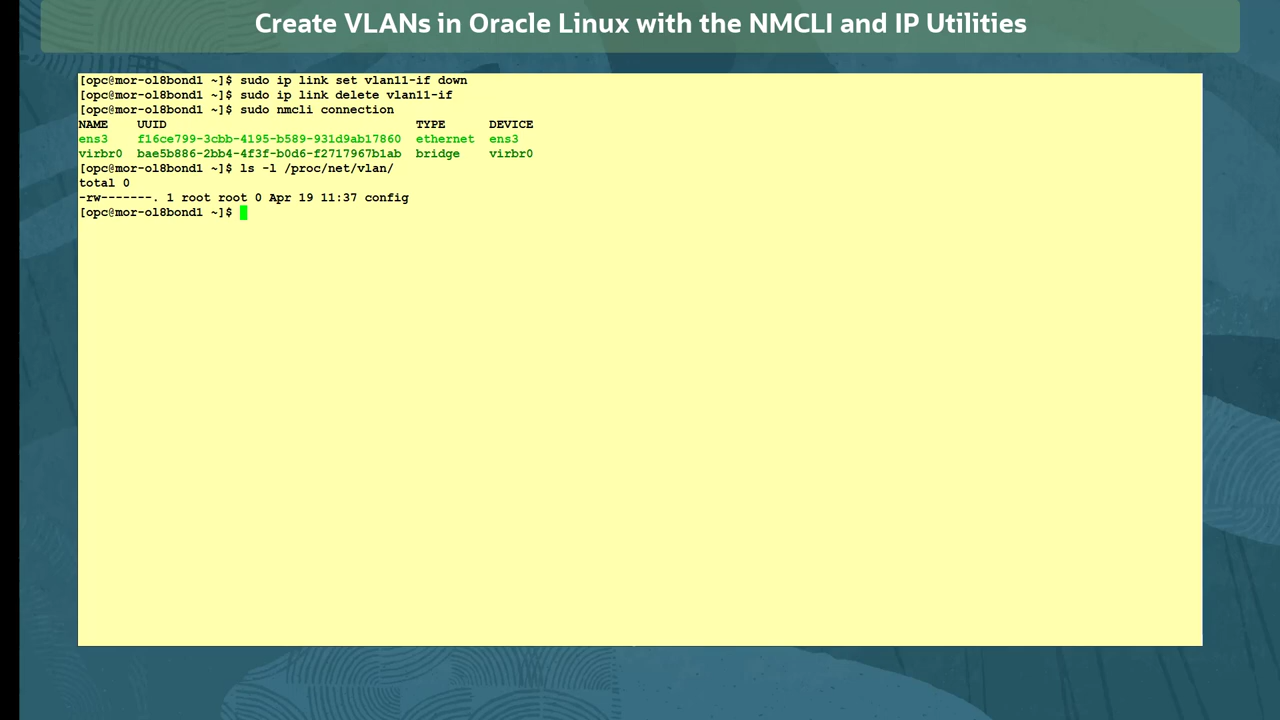 Create VLANs in Oracle Linux with the NMCLI and IP Utilities
[opc@mor-ol8bond1 ~]$ sudo ip link set vlan11-if down
[opc@mor-ol8bond1 ~]$ sudo ip link delete vlan11-if
[opc@mor-ol8bond1 ~]$ sudo nmcli connection
NAME    UUID                                  TYPE      DEVICE
ens3    f16ce799-3cbb-4195-b589-931d9ab17860  ethernet  ens3
virbr0  bae5b886-2bb4-4f3f-b0d6-f2717967b1ab  bridge    virbr0
[opc@mor-ol8bond1 ~]$ ls -l /proc/net/vlan/
total 0
-rw-------. 1 root root 0 Apr 19 11:37 config
[opc@mor-ol8bond1 ~]$